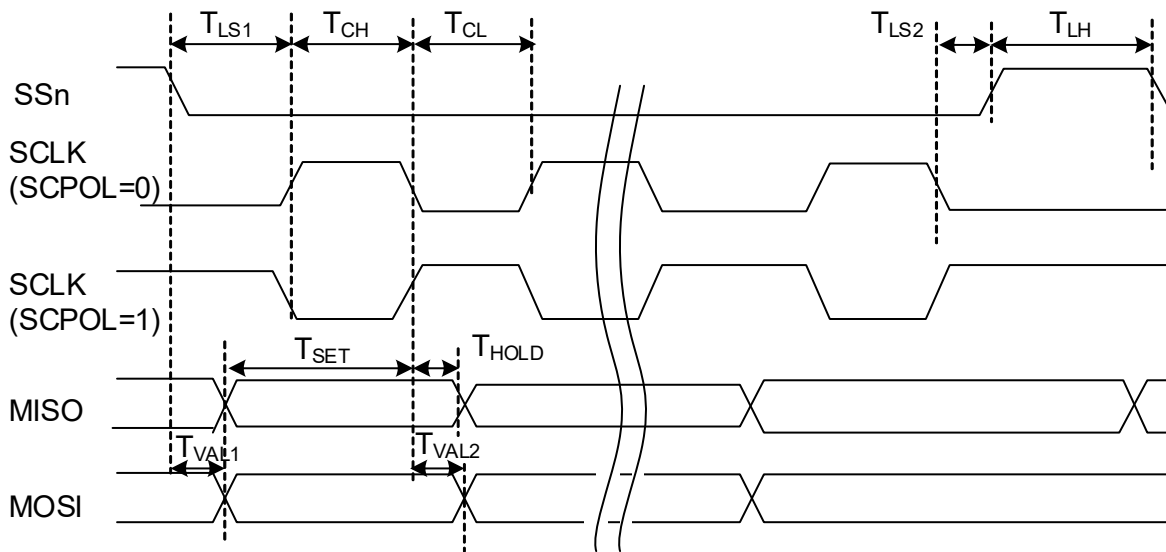 TLS1 TCH TCL TLS2 TLH
SSn
SCLK
(SCPOL=0)
SCLK
(SCPOL=1)
TSET THOLD
MISO
TVAL1 TVAL2
MOSI